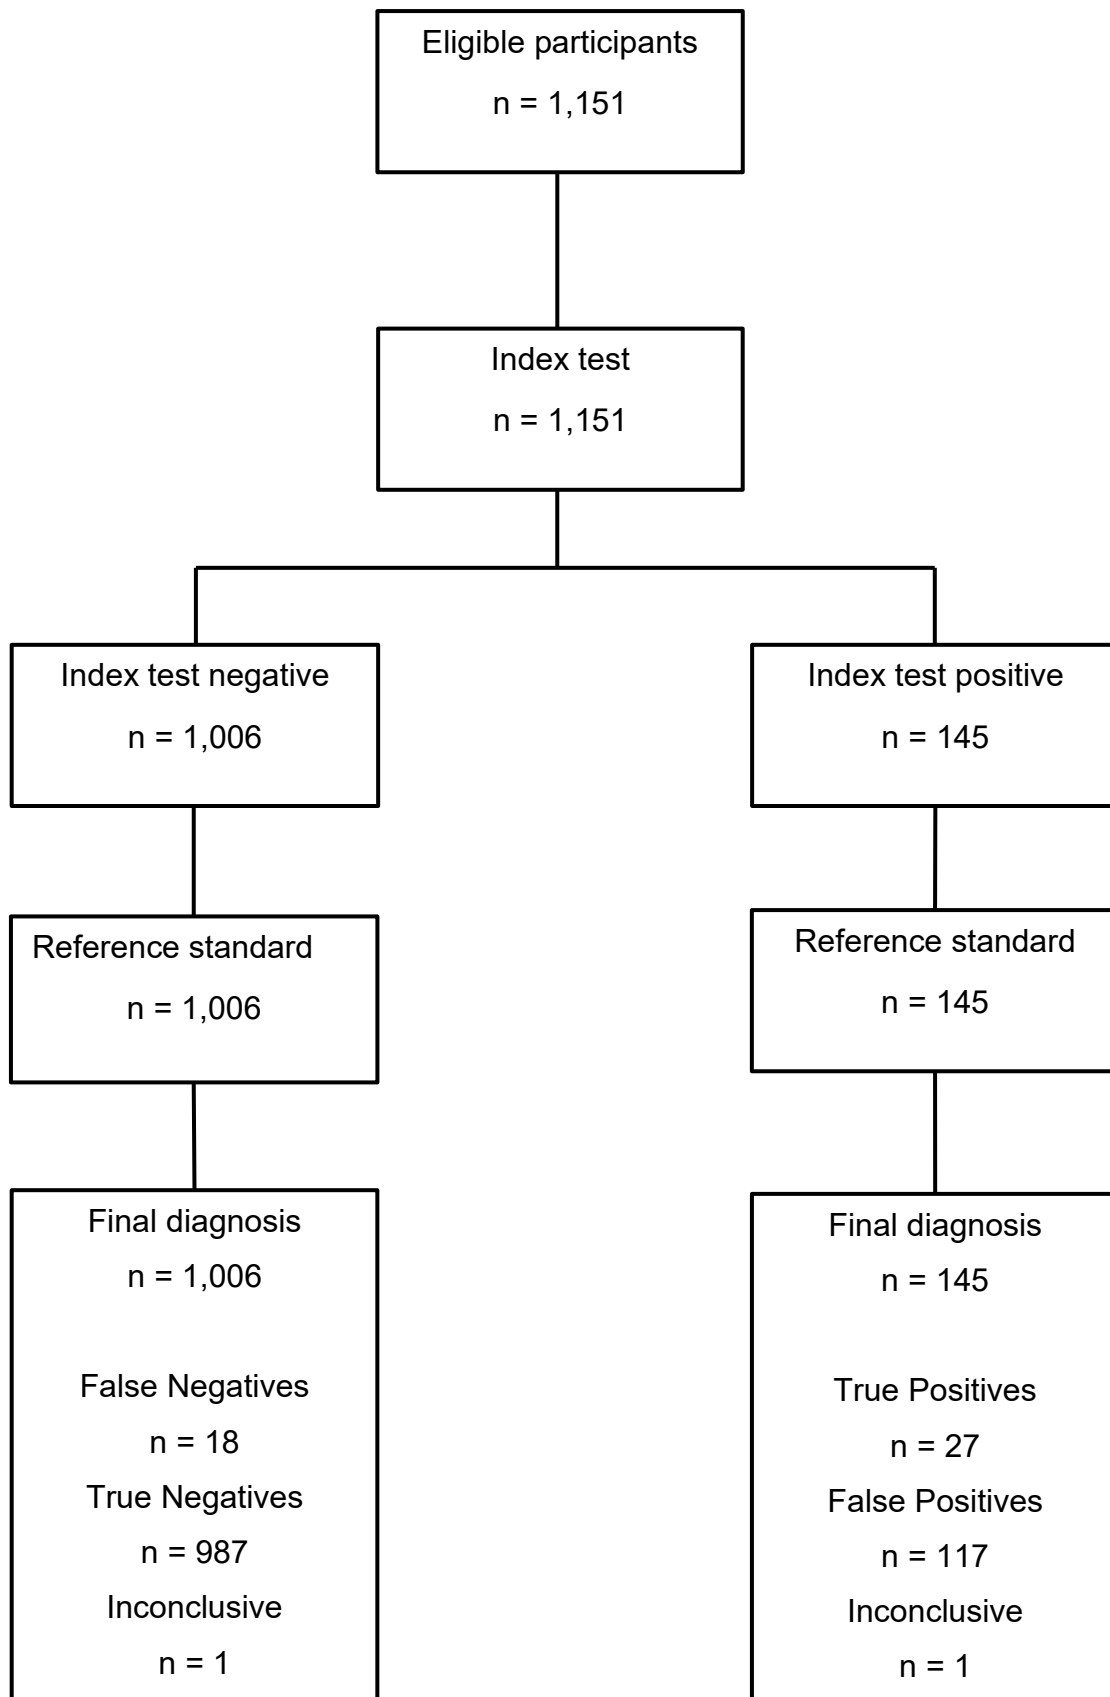 Eligible participants
n = 1,151
Index test
n = 1,151
Index test negative
n = 1,006
Index test positive
n = 145
Reference standard
n = 1,006
Reference standard
n = 145
Final diagnosis
n = 1,006
False Negatives
n = 18
True Negatives
n = 987
Inconclusive
n = 1
Final diagnosis
n = 145
True Positives
n = 27
False Positives
n = 117
Inconclusive
n = 1